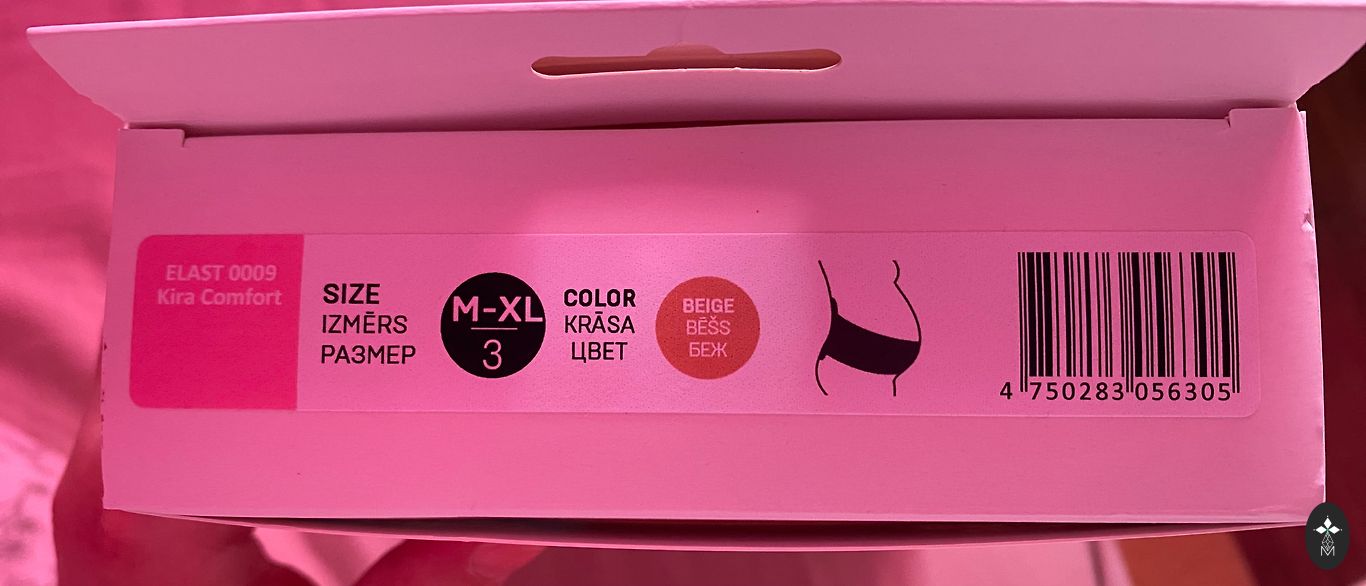 ELAST 0009
Kira Comfort
SIZE
IZMĒRS
РАЗМЕР
M-XL
3
COLOR
KRĀSA
ЦВЕТ
BEIGE
BĒŠS
БЕЖ
4 750283 056305
M